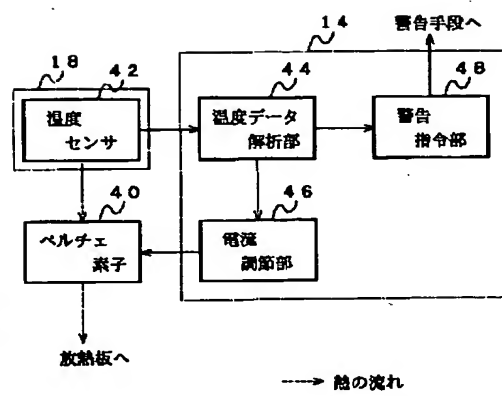 警告手段へ
14
18
42
44
48
温度
センサ
温度データ
解析部
警告
指令部
40
46
ペルチェ
素子
電流
調節部
放熱板へ
熱の流れ